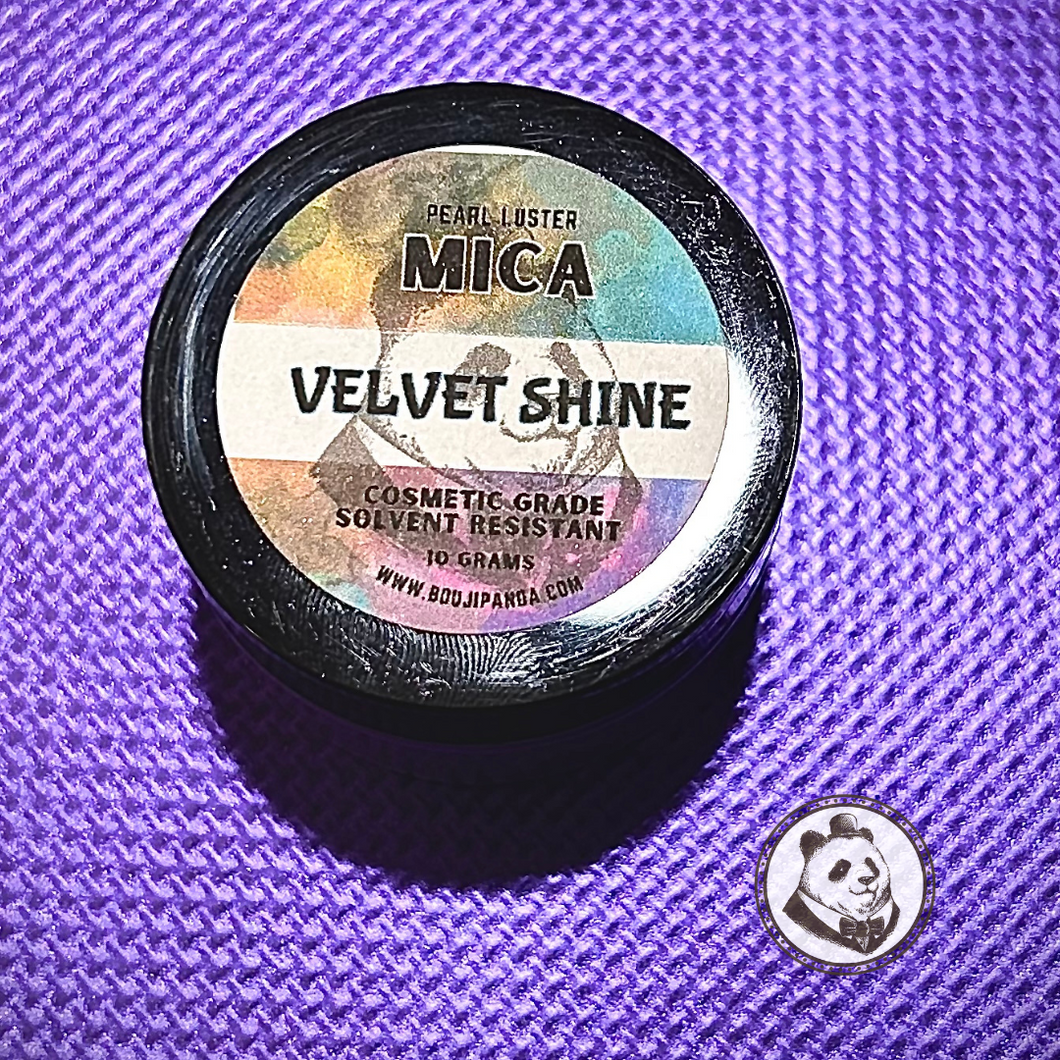 PEARL LUSTER
MICA
VELVET SHINE
COSMETIC GRADE
SOLVENT RESISTANT
10 GRAMS
WWW.BOUJIPANDA.COM